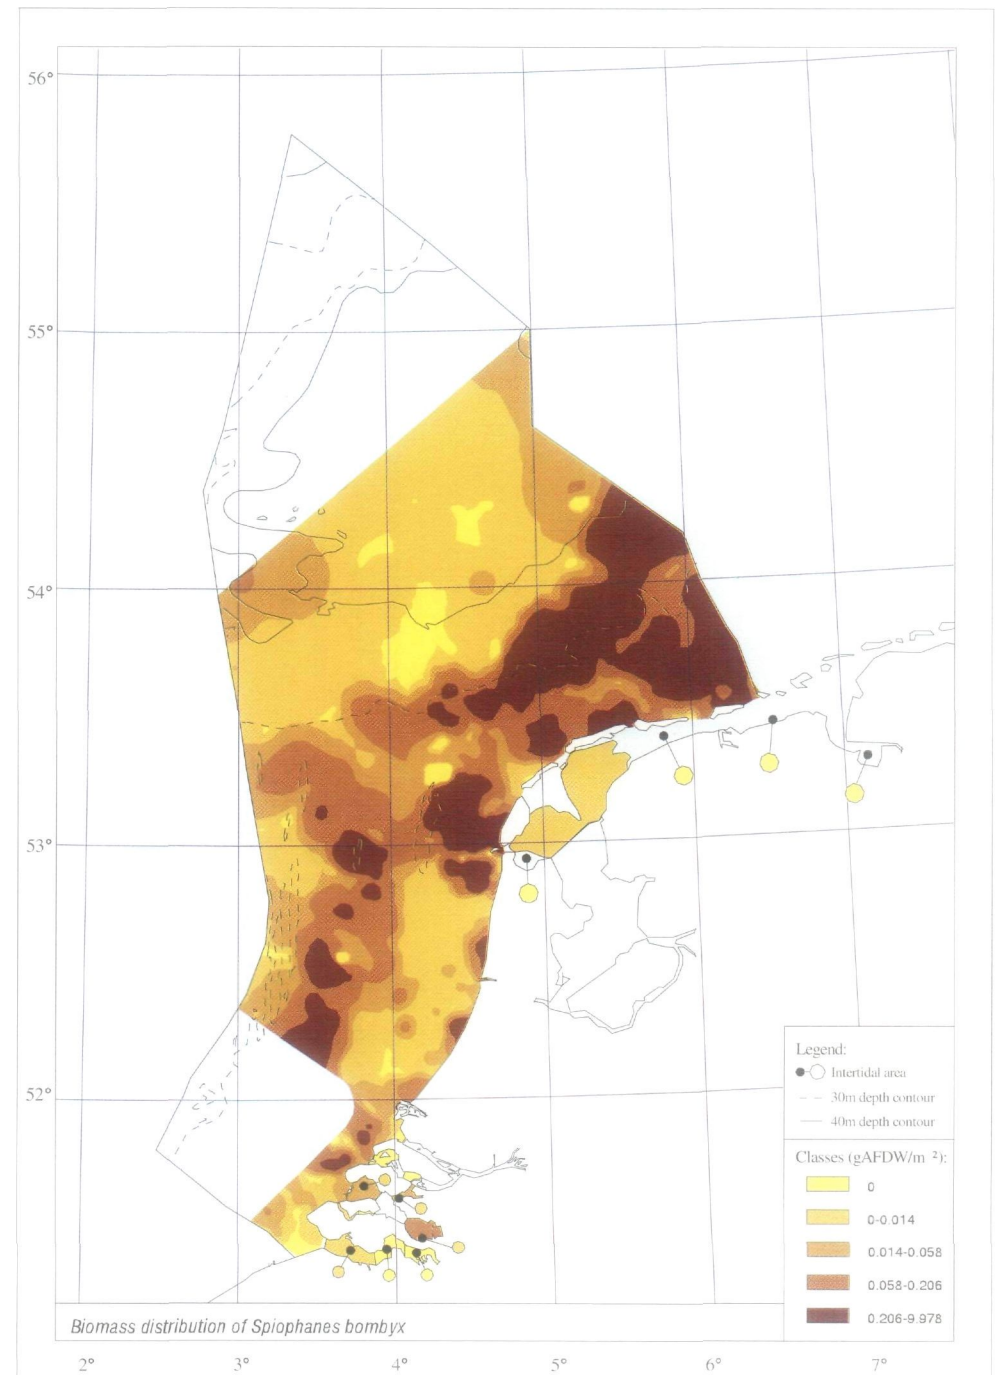 56°
55°
54°
53°
52°
Legend:
Intertidal area
30m depth contour
40m depth contour
Classes (gAFDW/m ²):
0
0-0.014
0.014-0.058
0.058-0.206
0.206-9.978
Biomass distribution of Spiophanes bombyx
2° 3° 4° 5° 6° 7°